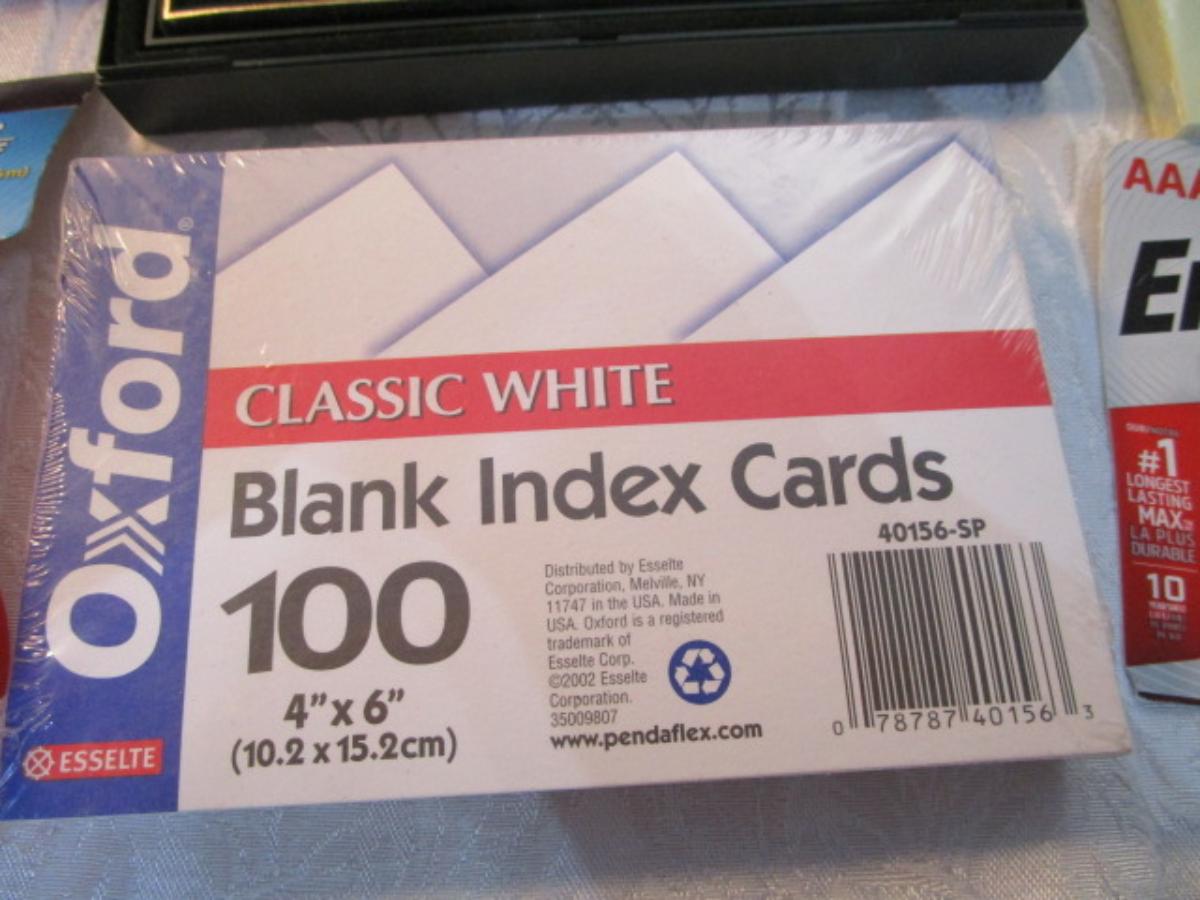 Oxford®
CLASSIC WHITE
Blank Index Cards
40156-SP
100
4”x 6”
(10.2 x 15.2cm)
Distributed by Esselte
Corporation, Melville, NY
11747 in the USA. Made in
USA. Oxford is a registered
trademark of
Esselte Corp.
©2002 Esselte
Corporation.
35009807
www.pendaflex.com
0 78787 40156 3
ESSELTE
#1
LONGEST
LASTING
MAX
LA PLUS
DURABLE
10